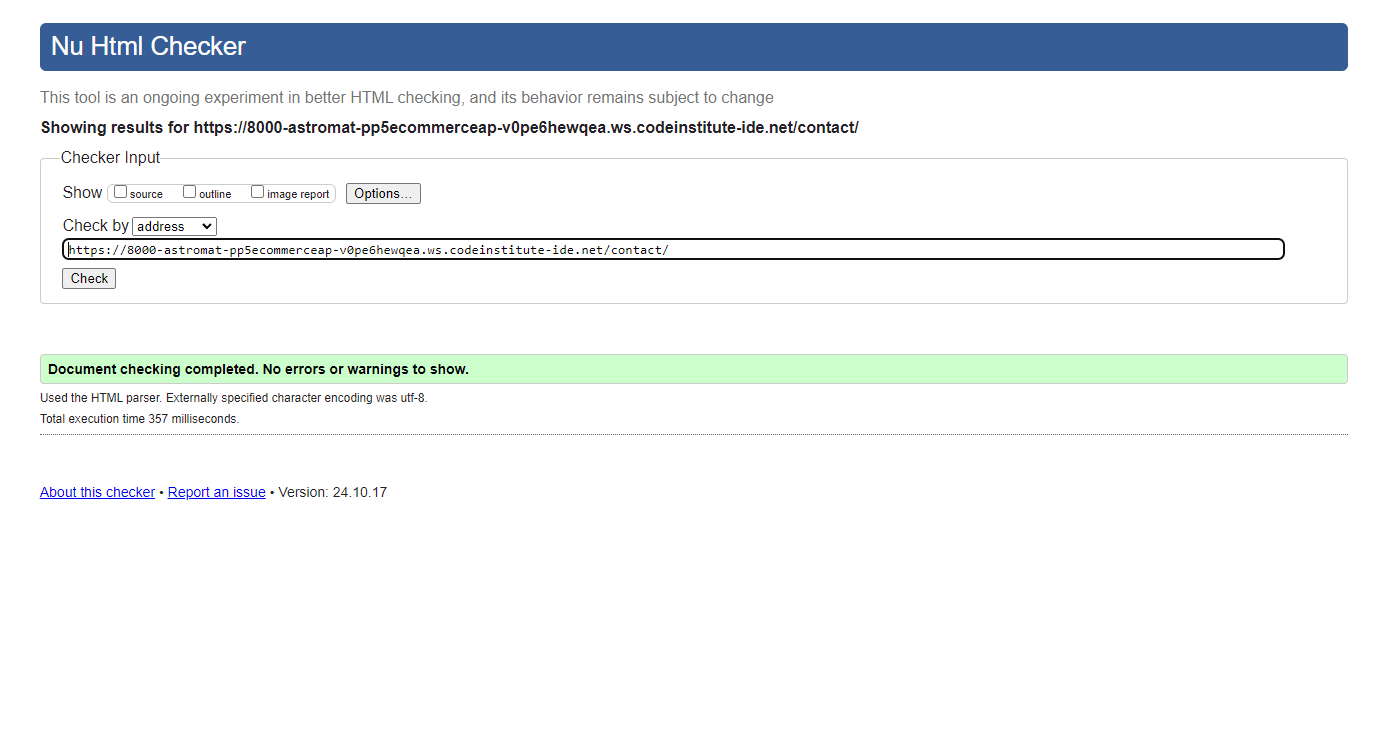 Nu Html Checker
This tool is an ongoing experiment in better HTML checking, and its behavior remains subject to change
Showing results for https://8000-astromat-pp5ecommerceap-v0pe6hewqea.ws.codeinstitute-ide.net/contact/
Checker Input
Show source outline image report Options...
Check by address
https://8000-astromat-pp5ecommerceap-v0pe6hewqea.ws.codeinstitute-ide.net/contact/
Check
Document checking completed. No errors or warnings to show.
Used the HTML parser. Externally specified character encoding was utf-8.
Total execution time 357 milliseconds.
About this checker • Report an issue • Version: 24.10.17